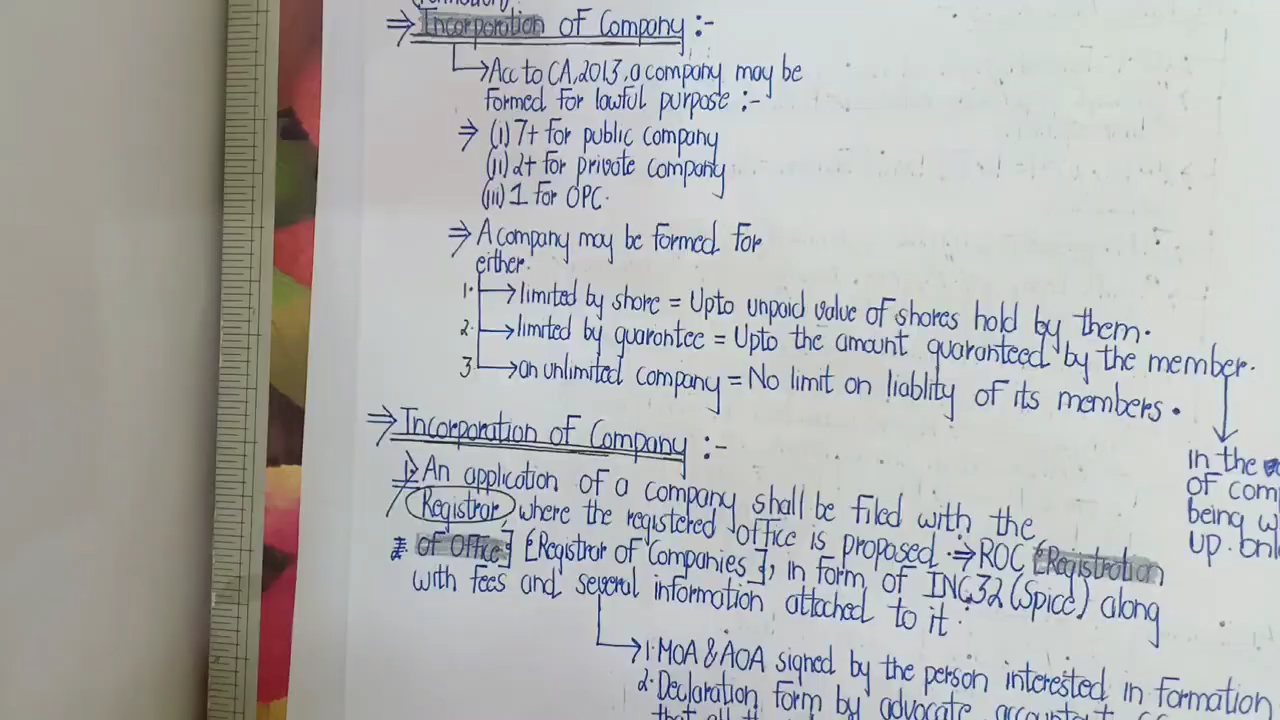 (Formation)
⇒ Incorporation of Company :-
→ Acc to CA,2013, a company may be
formed for lawful purpose :-
⇒ (i) 7+ for public company
(ii) 2+ for private company
(iii) 1 for OPC.
⇒ A company may be formed for
either.
1. → limited by share = Upto unpaid value of shares hold by them.
2. → limited by guarantee = Upto the amount guaranteed by the member.
3. → an unlimited company = No limit on liablity of its members.
in the
of com
being w
up. onl
⇒ Incorporation of Company :-
1⇒ An application of a company shall be filed with the
Registrar where the registered office is proposed. ⇒ ROC [Registration
of Office] [Registrar of Companies], in form of INC32 (Spice) along
with fees and several information attached to it.
→ 1. MOA & AOA signed by the person interested in formation
2. Declaration form by advocate, accountant
that all